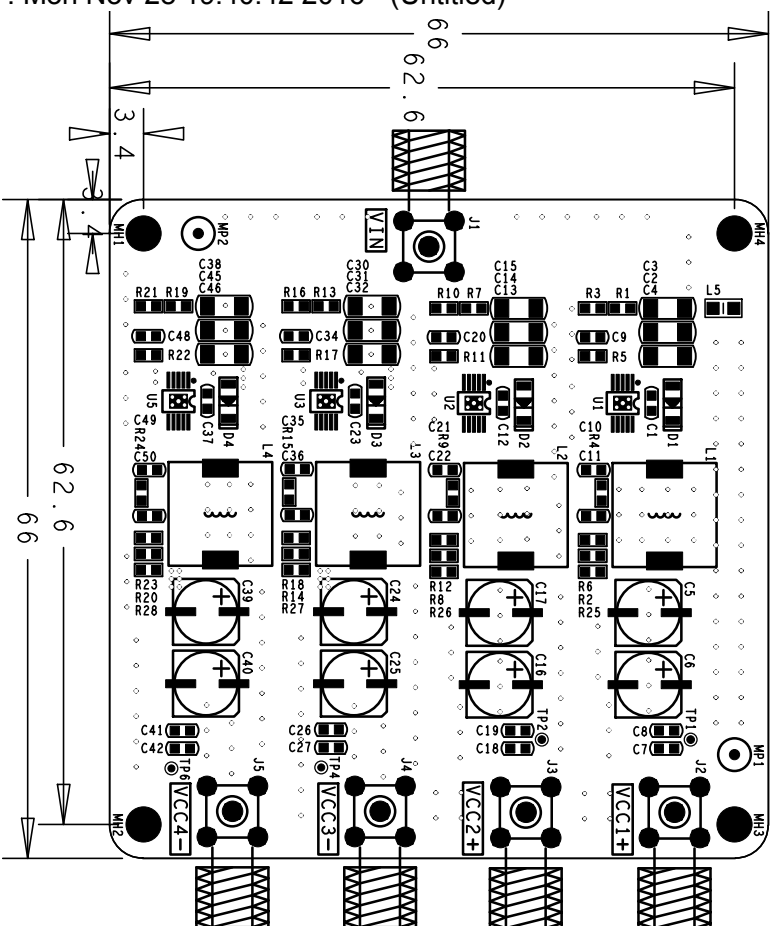 : Mon Nov 28 10:40:42 2016 (Untitled)
66
62.6
3.4
3.4
VIN
J1
MH1
MP2
MH4
C38
C45
C46
C30
C31
C32
C15
C14
C13
C3
C2
C4
L5
R21 R19
R16 R13
R10 R7
R3 R1
C48
C34
C20
C9
R22
R17
R11
R5
U5
C37
D4
U3
C23
D3
U2
C12
D2
U1
C1
D1
C49
R24
C50
L4
C35
R15
C36
L3
C21
R9
C22
L2
C10
R4
C11
L1
62.6
66
R23
R20
R28
C39
R18
R14
R27
C24
R12
R8
R26
C17
R6
R2
R25
C5
C40
C25
C16
C6
C41
C42
TP6
C26
C27
TP4
C19
C18
TP2
C8
C7
TP1
MP1
J5
J4
J3
J2
MH2
VCC4-
VCC3-
VCC2+
VCC1+
MH3